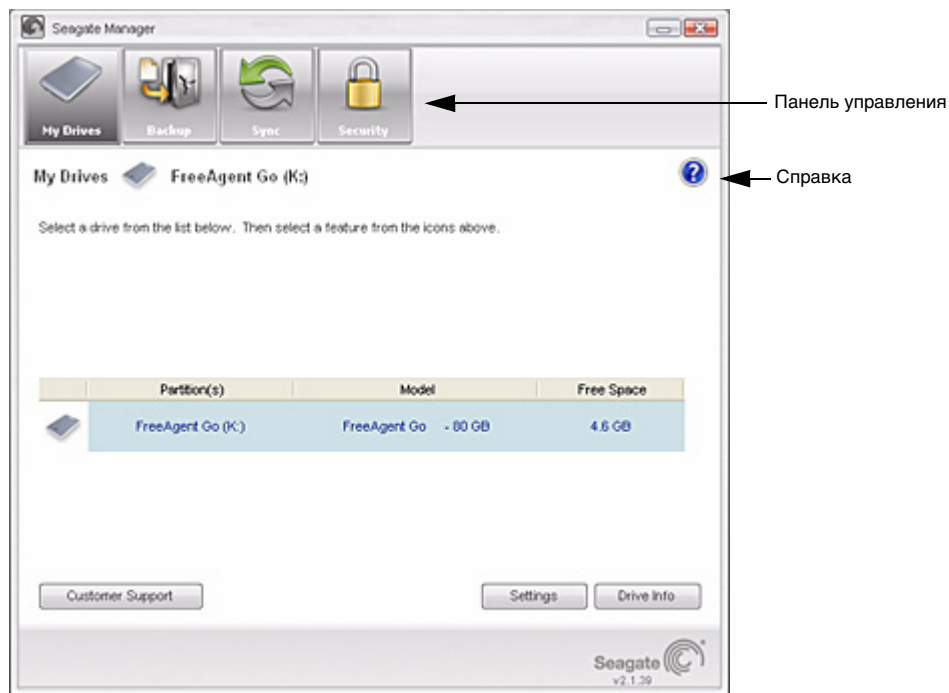 Seagate Manager
My Drives
Backup
Sync
Security
Панель управления
My Drives FreeAgent Go (K:)
Справка
Select a drive from the list below. Then select a feature from the icons above.
Partition(s) Model Free Space
FreeAgent Go (K:) FreeAgent Go - 80 GB 4.6 GB
Customer Support Settings Drive Info
Seagate
v2.1.39